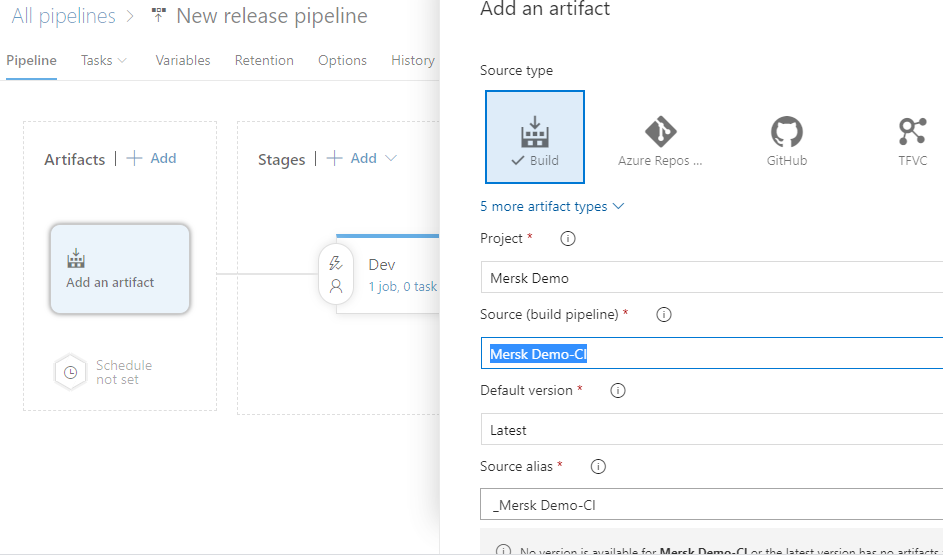 All pipelines > New release pipeline
Pipeline Tasks Variables Retention Options History
Artifacts | + Add
Stages | + Add
Add an artifact
Schedule
not set
Dev
1 job, 0 task
Add an artifact
Source type
Build
Azure Repos ...
GitHub
TFVC
5 more artifact types
Project *
Mersk Demo
Source (build pipeline) *
Mersk Demo-CI
Default version *
Latest
Source alias *
_Mersk Demo-CI
No version is available for Mersk Demo-CI or the latest version has no artifacts